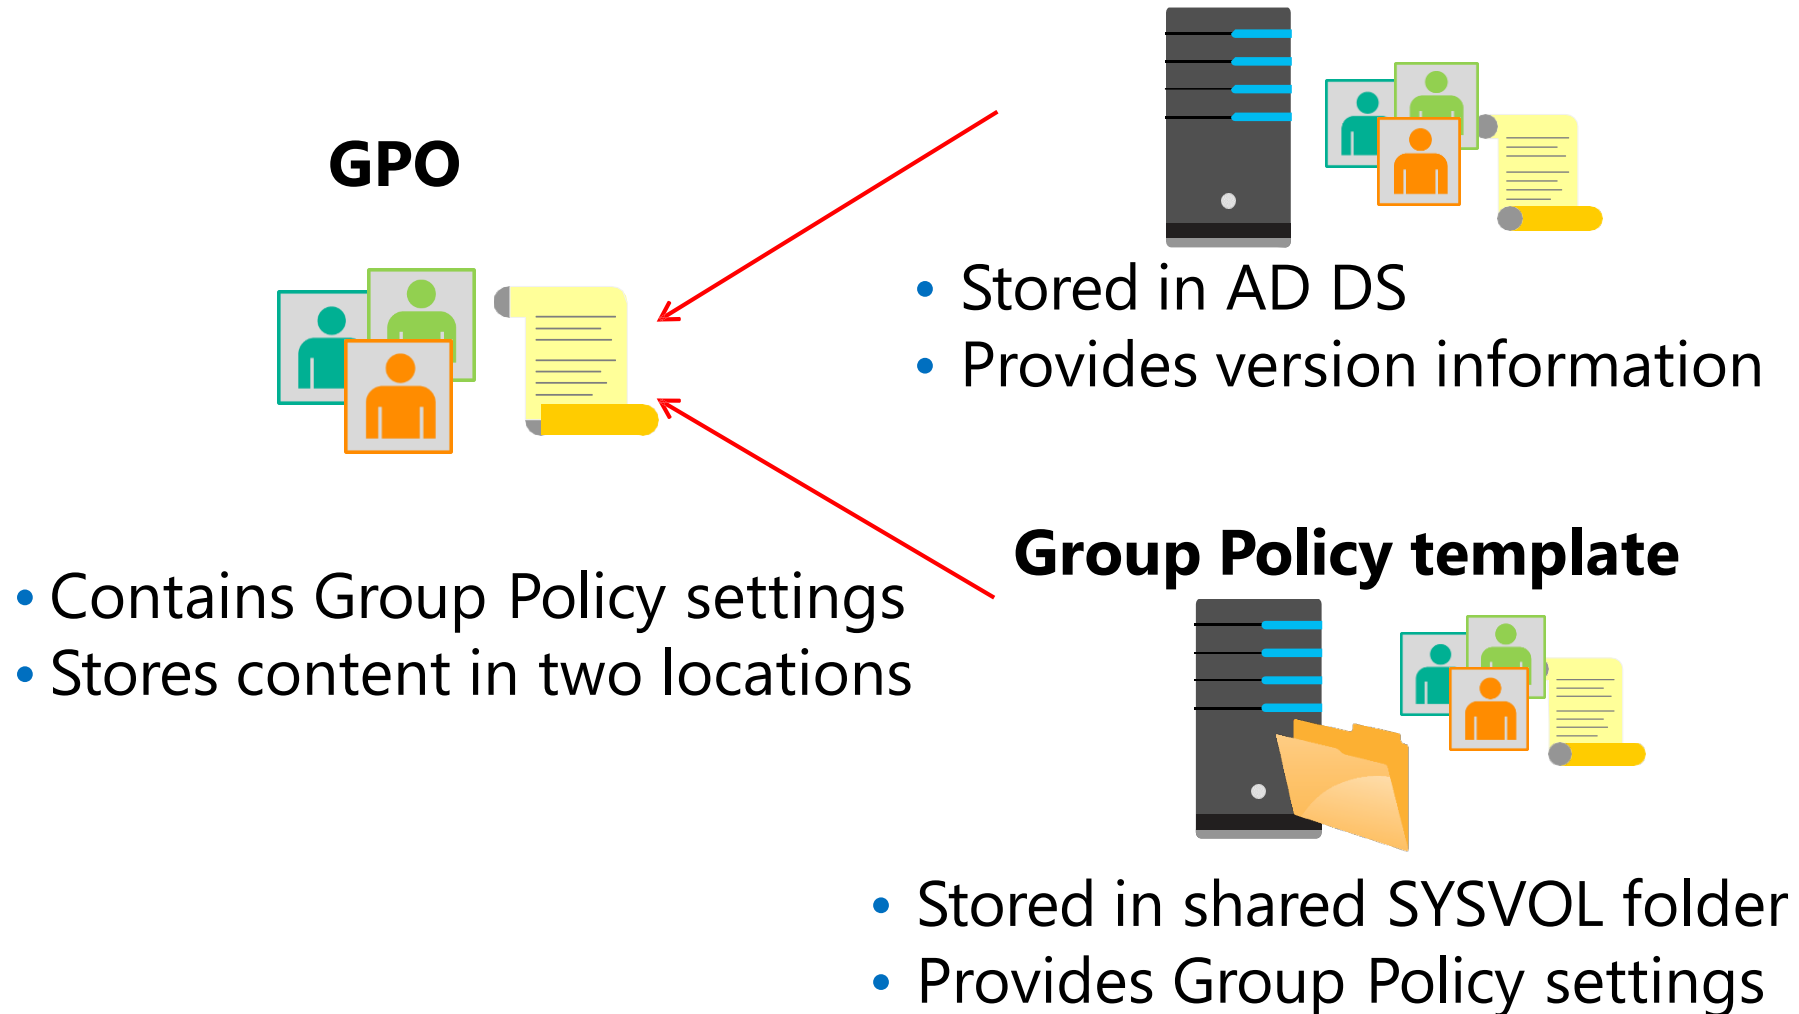 GPO
• Contains Group Policy settings
• Stores content in two locations
• Stored in AD DS
• Provides version information
Group Policy template
• Stored in shared SYSVOL folder
• Provides Group Policy settings